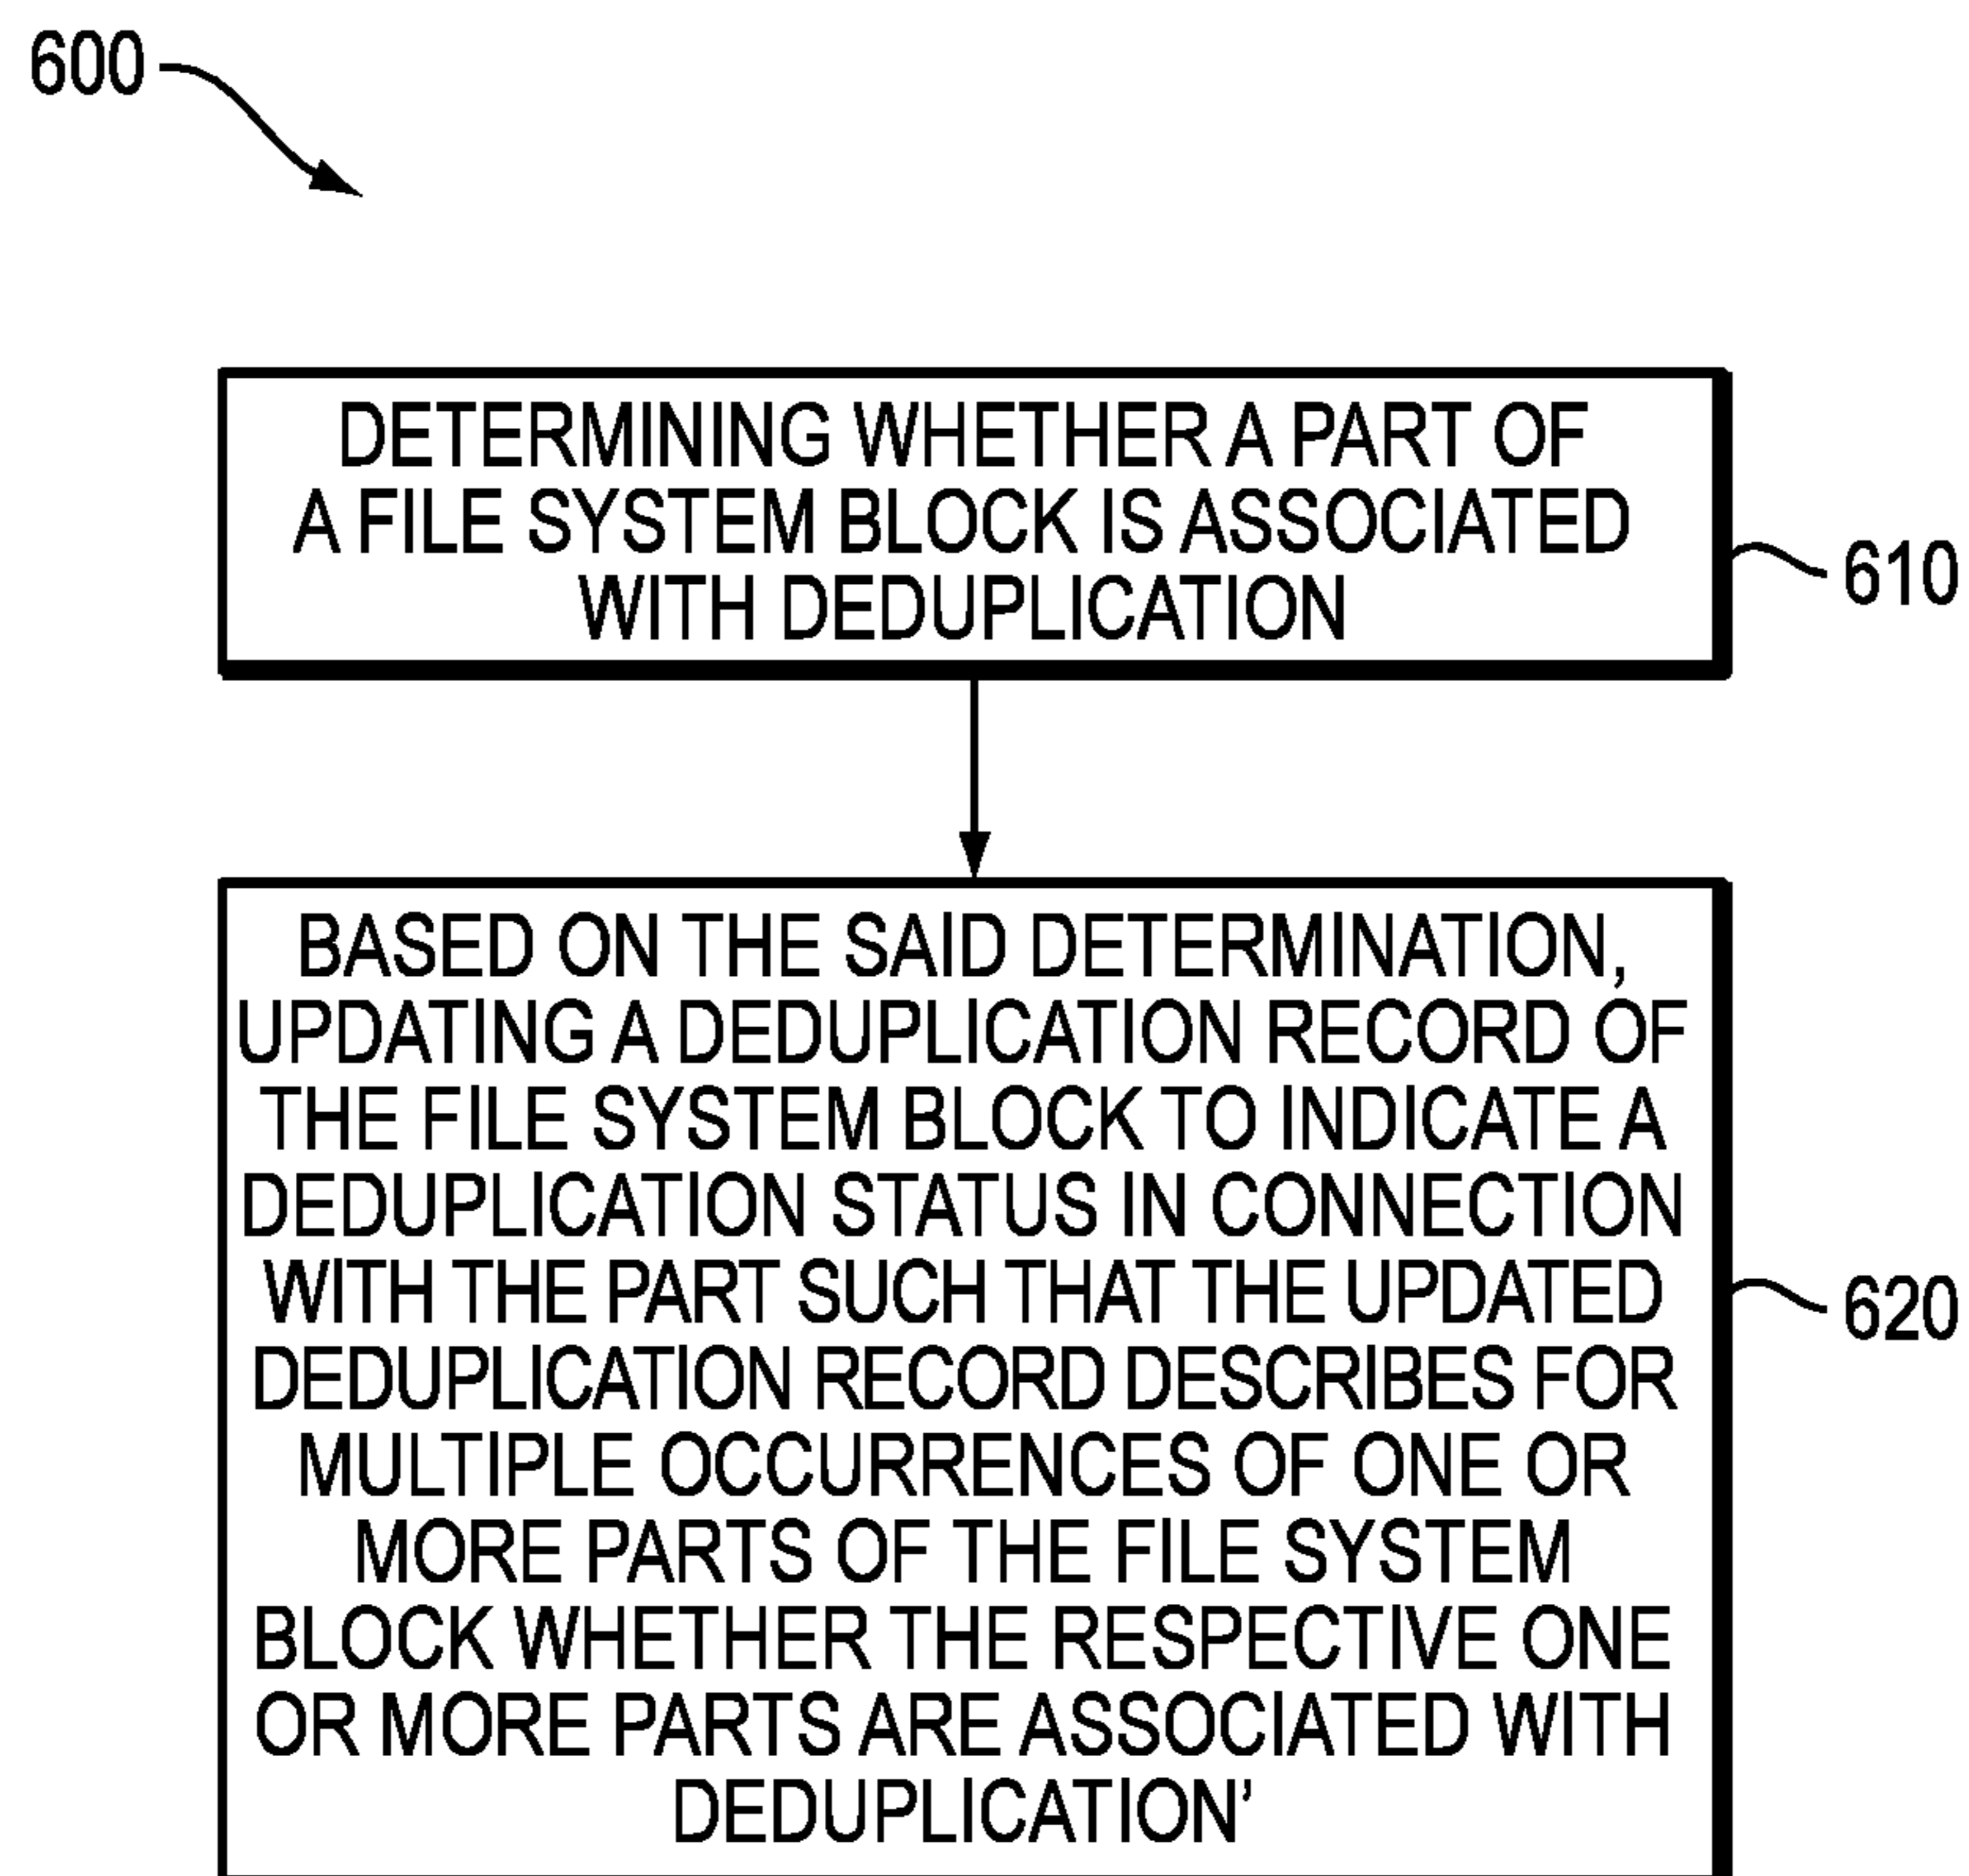 600
DETERMINING WHETHER A PART OF
A FILE SYSTEM BLOCK IS ASSOCIATED
WITH DEDUPLICATION
610
BASED ON THE SAID DETERMINATION,
UPDATING A DEDUPLICATION RECORD OF
THE FILE SYSTEM BLOCK TO INDICATE A
DEDUPLICATION STATUS IN CONNECTION
WITH THE PART SUCH THAT THE UPDATED
DEDUPLICATION RECORD DESCRIBES FOR
MULTIPLE OCCURRENCES OF ONE OR
MORE PARTS OF THE FILE SYSTEM
BLOCK WHETHER THE RESPECTIVE ONE
OR MORE PARTS ARE ASSOCIATED WITH
DEDUPLICATION'
620